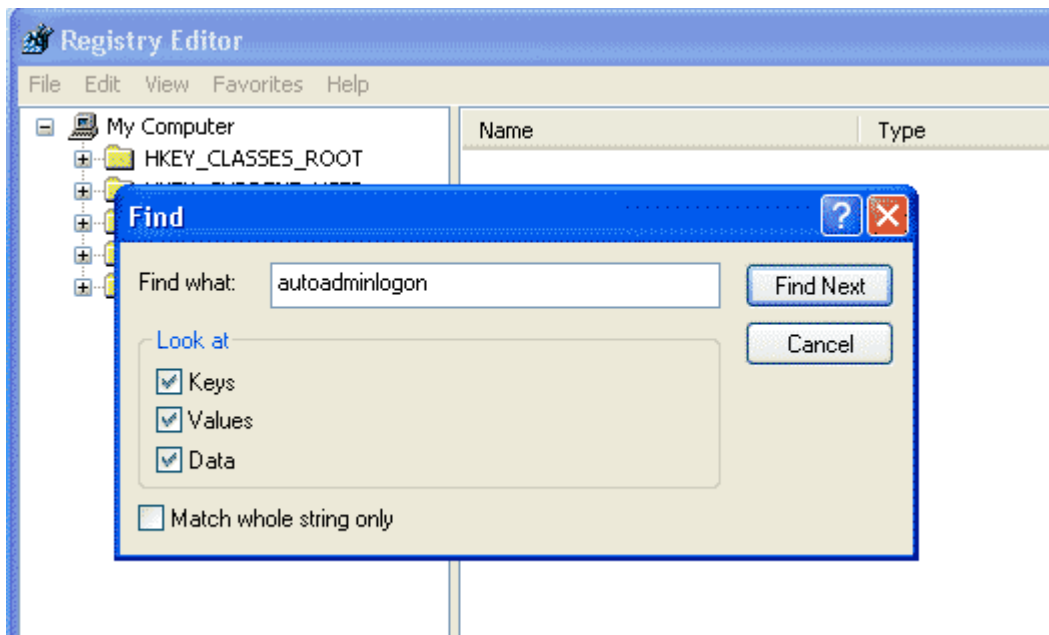 Registry Editor
File Edit View Favorites Help
My Computer
Name Type
HKEY_CLASSES_ROOT
Find
Find what: autoadminlogon
Find Next
Look at
Cancel
Keys
Values
Data
Match whole string only